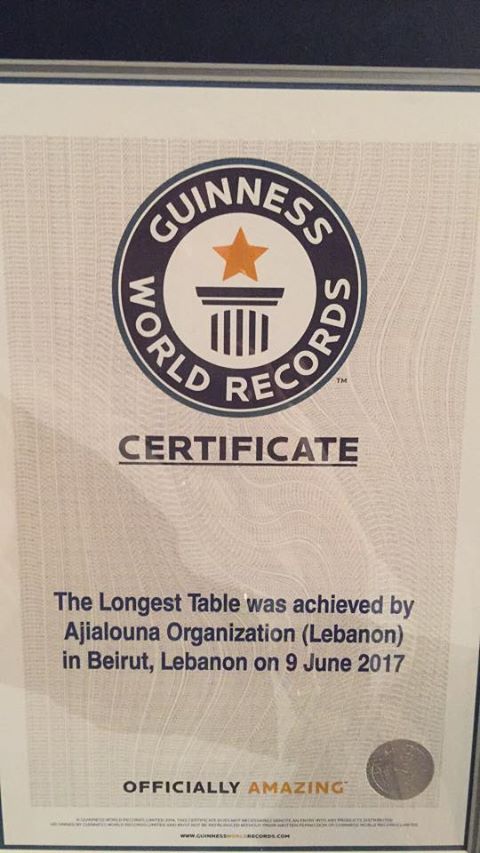 GUINNESS
WORLD RECORDS
TM
CERTIFICATE
The Longest Table was achieved by
Ajialouna Organization (Lebanon)
in Beirut, Lebanon on 9 June 2017
OFFICIALLY AMAZING
WWW.GUINNESSWORLDRECORDS.COM